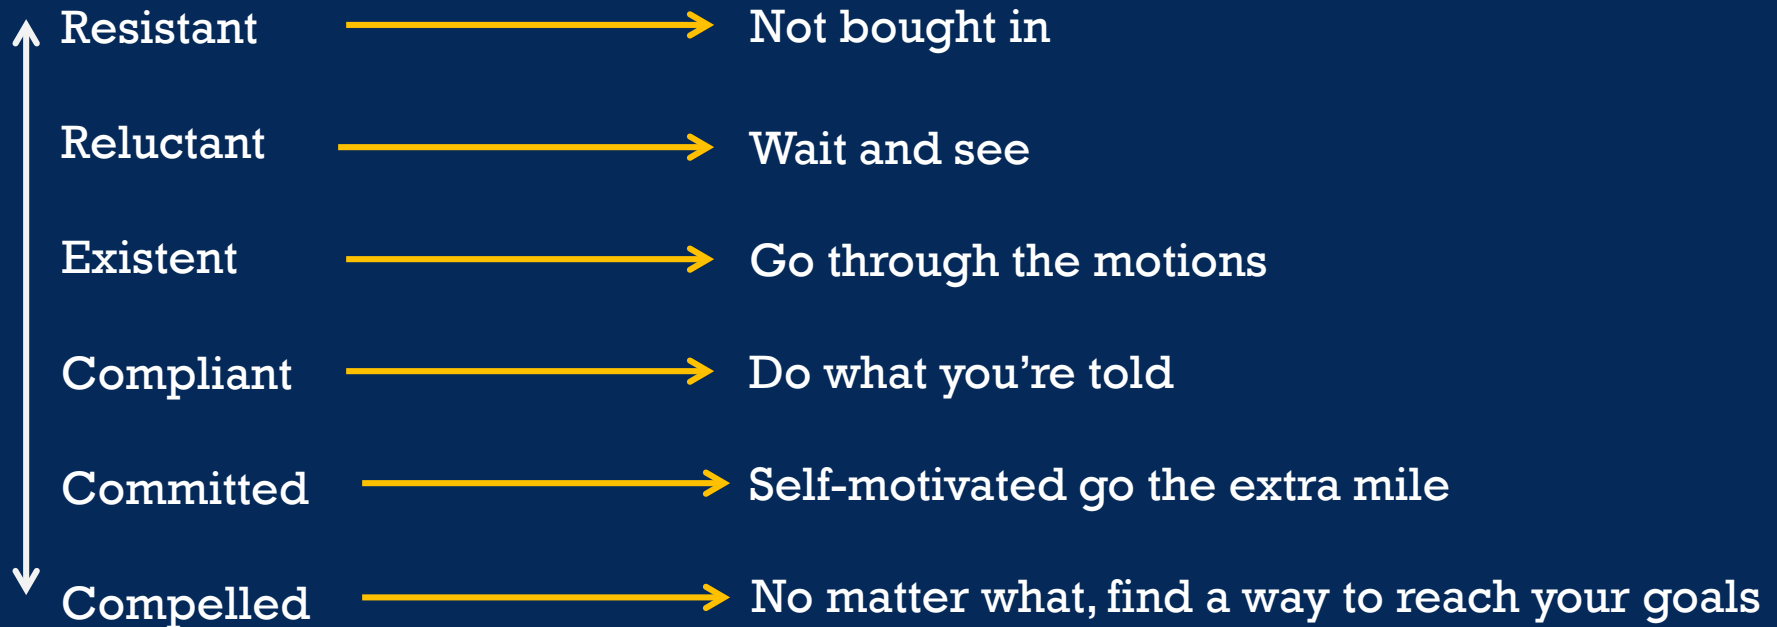 Resistant Not bought in
Reluctant Wait and see
Existent Go through the motions
Compliant Do what you’re told
Committed Self-motivated go the extra mile
Compelled No matter what, find a way to reach your goals